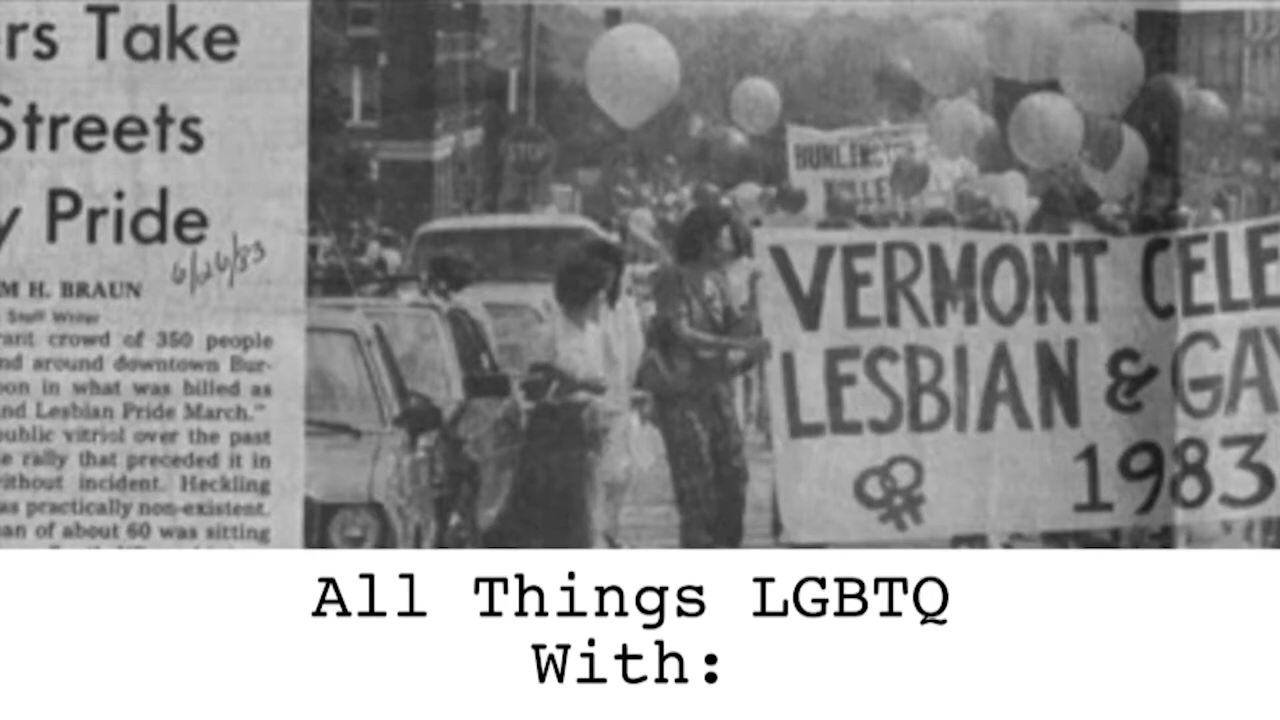 rs Take
Streets
y Pride
6/26/83
M H. BRAUN
Staff Writer
rant crowd of 350 people
nd around downtown Bur-
oon in what was billed as
nd Lesbian Pride March."
public vitriol over the past
e rally that preceded it in
without incident. Heckling
as practically non-existent.
an of about 60 was sitting
STOP
BURLINGTON
VERMONT CELE
LESBIAN & GAY
1983
All Things LGBTQ
With: